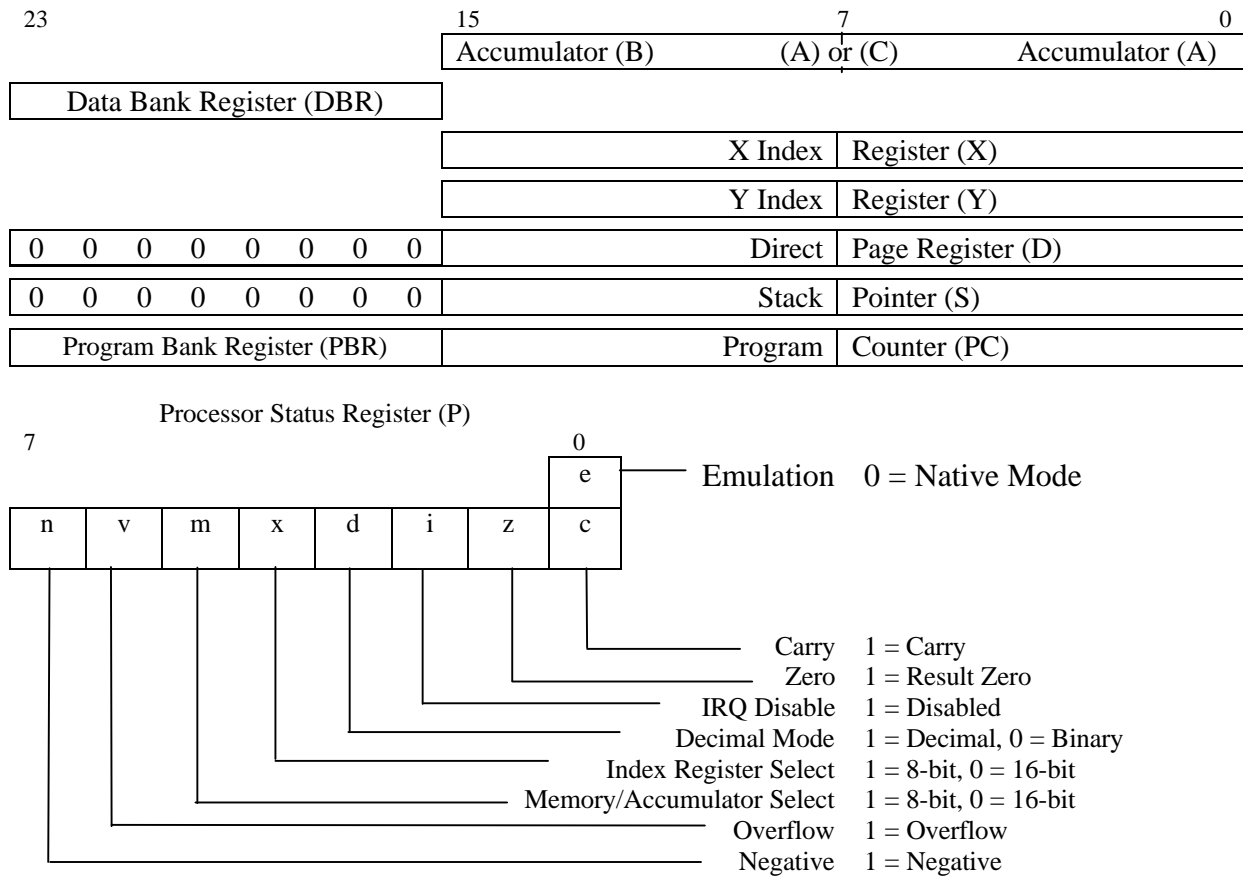 23 15 7 0
Accumulator (B) (A) or (C) Accumulator (A)
Data Bank Register (DBR)
X Index Register (X)
Y Index Register (Y)
0 0 0 0 0 0 0 0 Direct Page Register (D)
0 0 0 0 0 0 0 0 Stack Pointer (S)
Program Bank Register (PBR) Program Counter (PC)
Processor Status Register (P)
7 0
e Emulation 0 = Native Mode
n v m x d i z c
Carry 1 = Carry
Zero 1 = Result Zero
IRQ Disable 1 = Disabled
Decimal Mode 1 = Decimal, 0 = Binary
Index Register Select 1 = 8-bit, 0 = 16-bit
Memory/Accumulator Select 1 = 8-bit, 0 = 16-bit
Overflow 1 = Overflow
Negative 1 = Negative